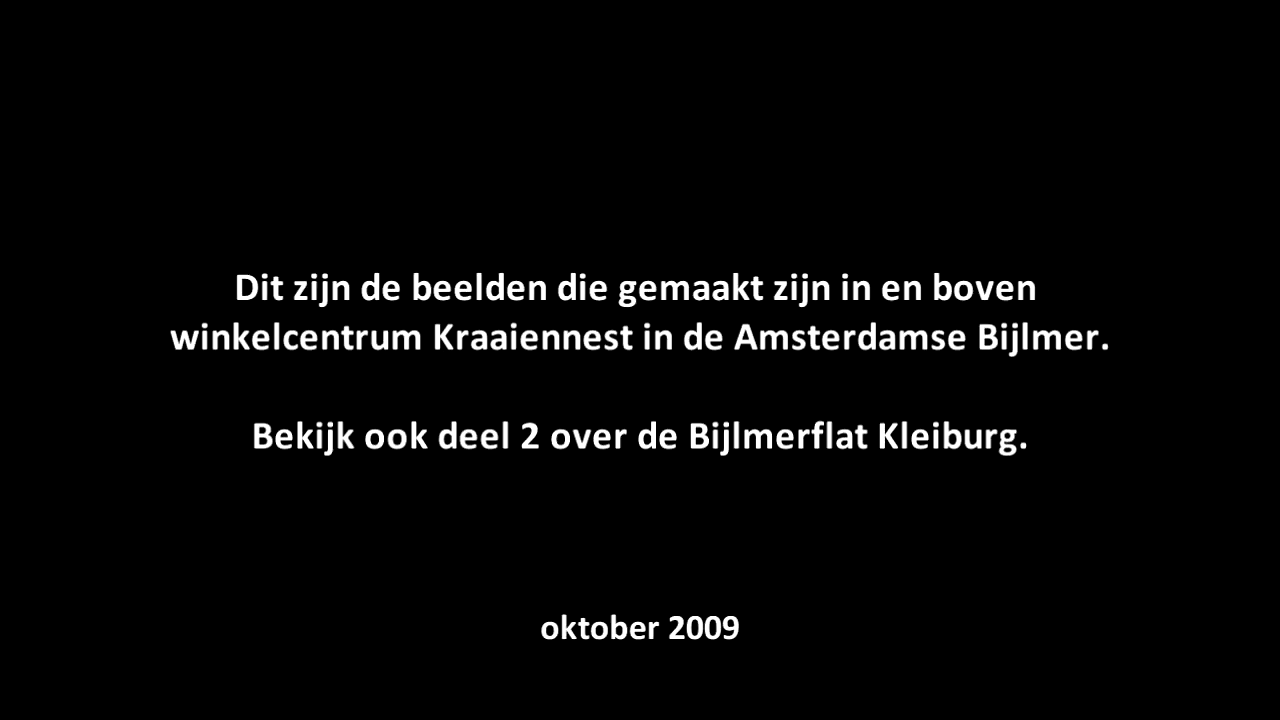 Dit zijn de beelden die gemaakt zijn in en boven
winkelcentrum Kraaiennest in de Amsterdamse Bijlmer.
Bekijk ook deel 2 over de Bijlmerflat Kleiburg.
oktober 2009